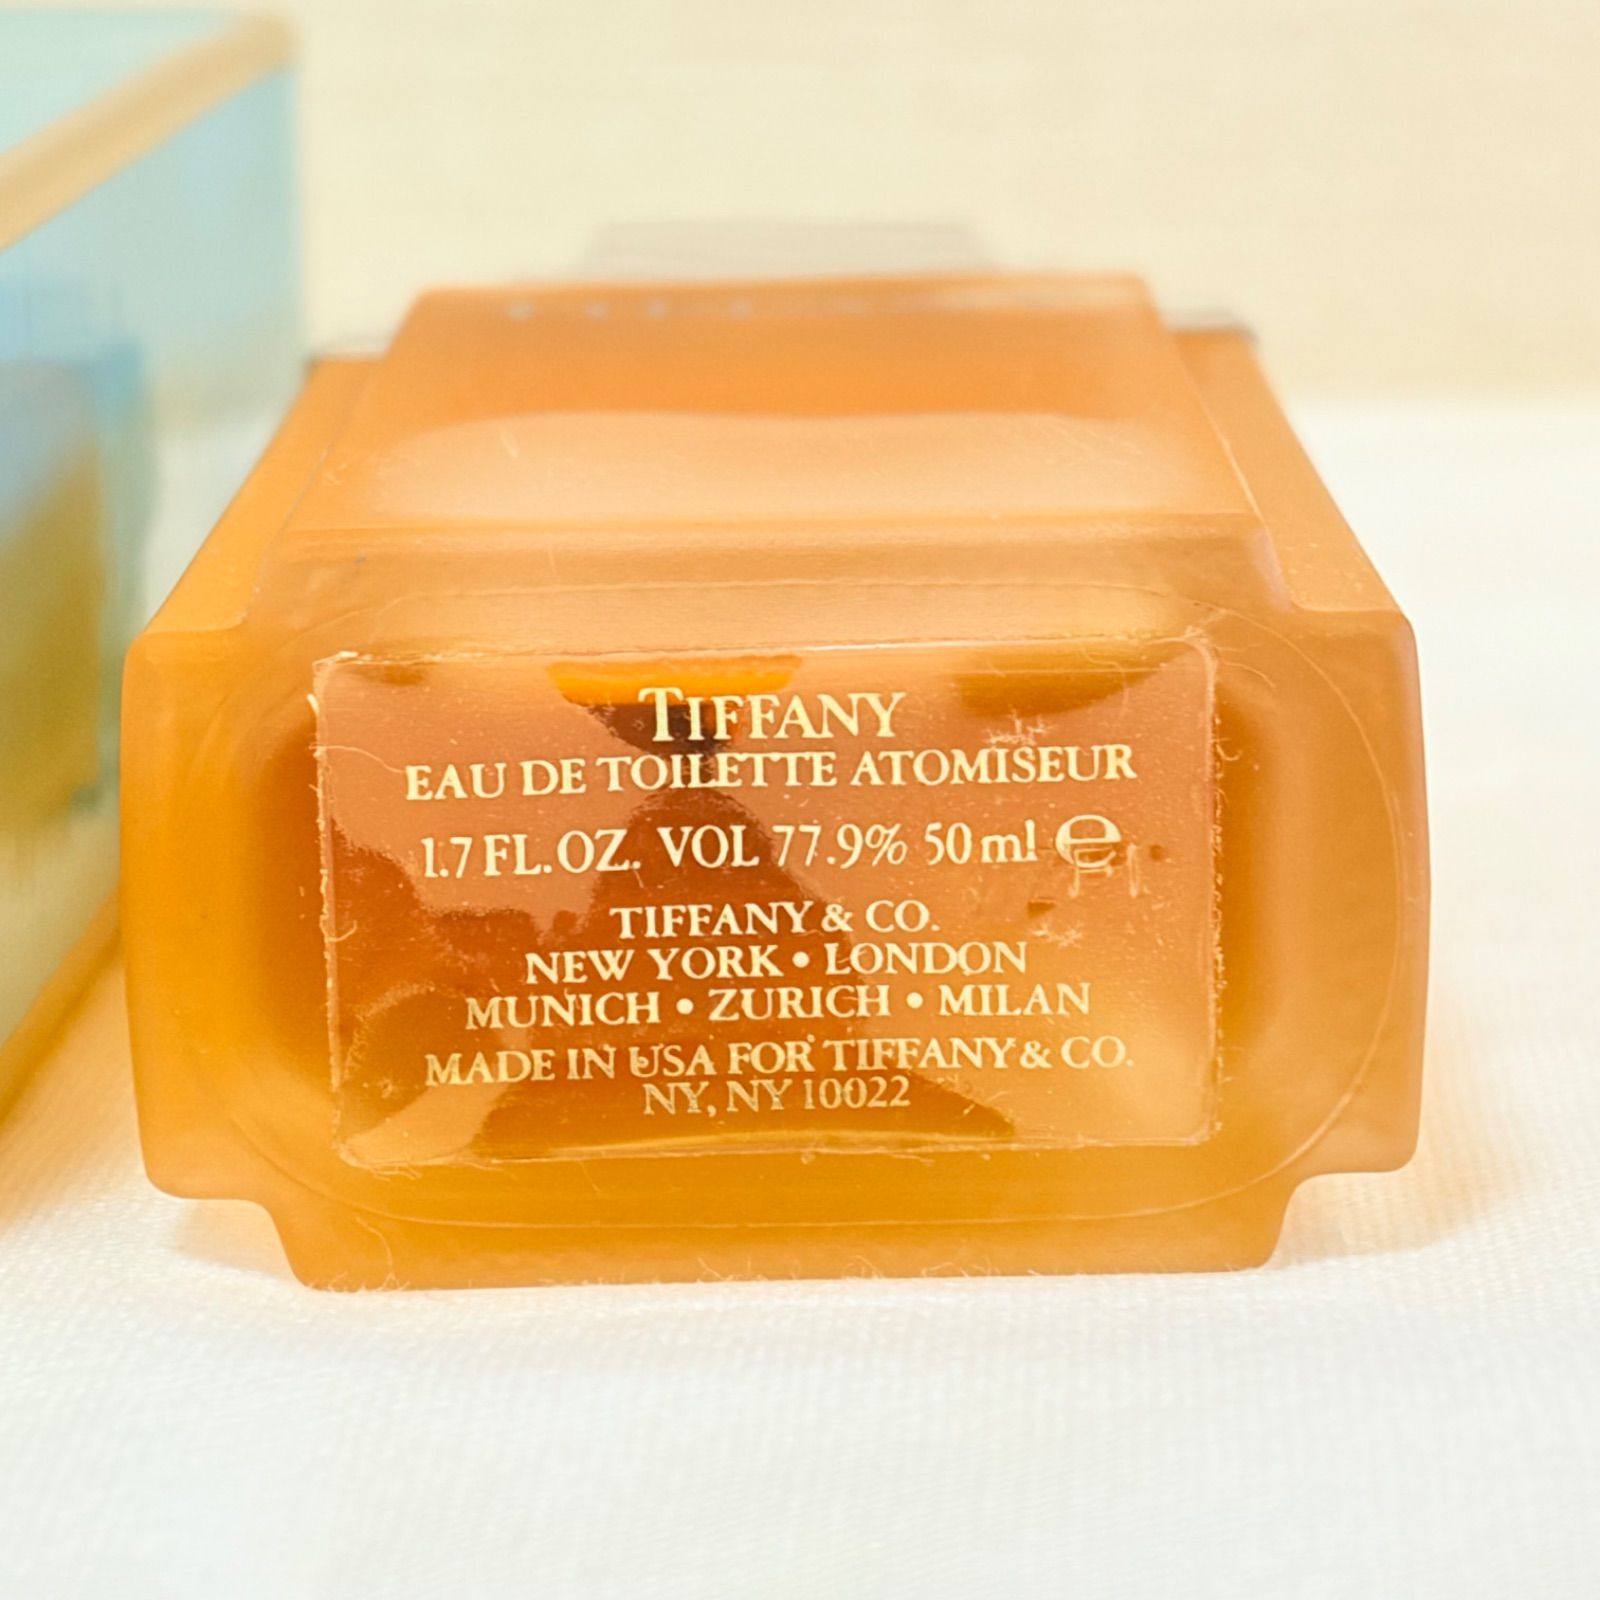 TIFFANY
EAU DE TOILETTE ATOMISEUR
1.7 FL. OZ. VOL 77.9% 50 ml ℮
TIFFANY & CO.
NEW YORK • LONDON
MUNICH • ZURICH • MILAN
MADE IN USA FOR TIFFANY & CO.
NY, NY 10022